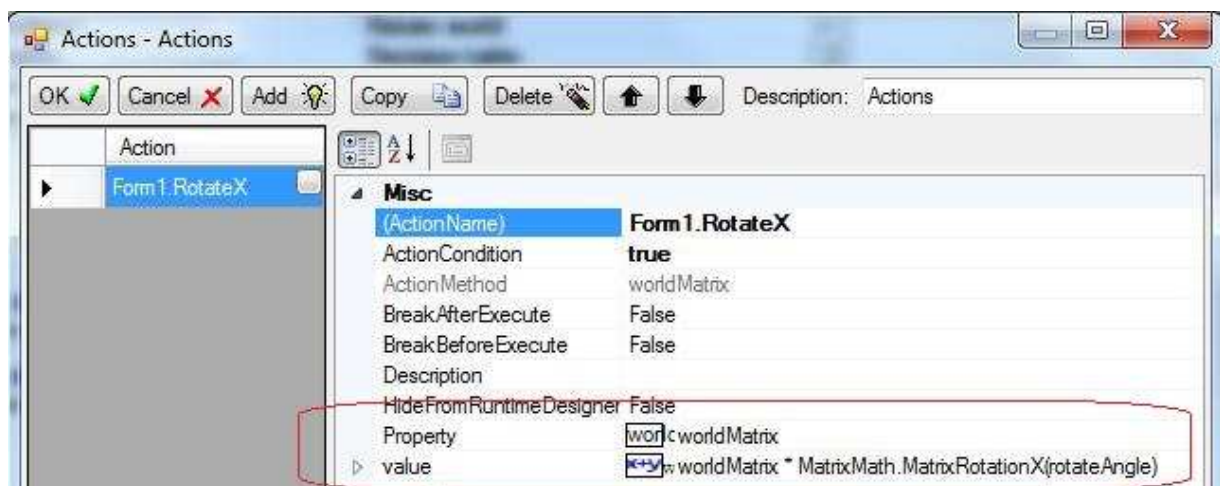 Actions - Actions
OK Cancel Add Copy Delete Description: Actions
Action
Form1.RotateX
Misc
(ActionName) Form1.RotateX
ActionCondition true
ActionMethod worldMatrix
BreakAfterExecute False
BreakBeforeExecute False
Description
HideFromRuntimeDesigner False
Property worldMatrix
value x+y worldMatrix * MatrixMath.MatrixRotationX(rotateAngle)